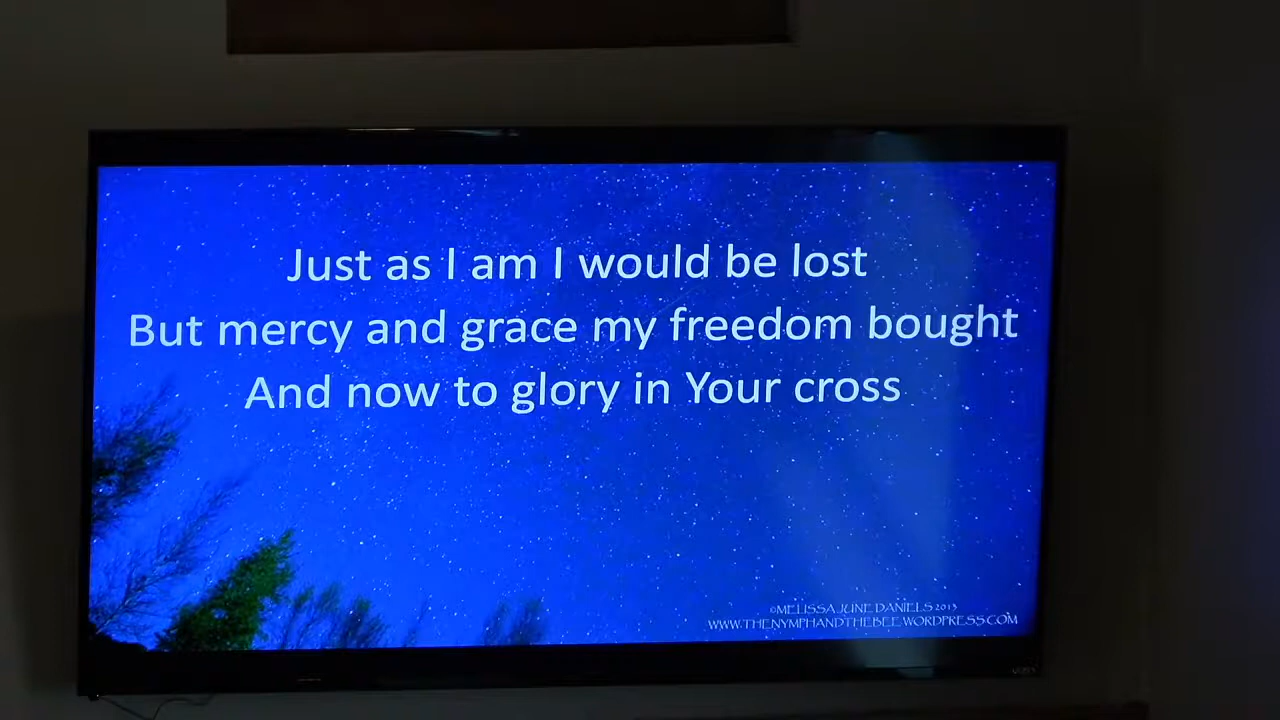 Just as I am I would be lost
But mercy and grace my freedom bought
And now to glory in Your cross
©MELISSA JUNE DANIELS 2013
WWW.THENYMPHANDTHEBEE.WORDPRESS.COM